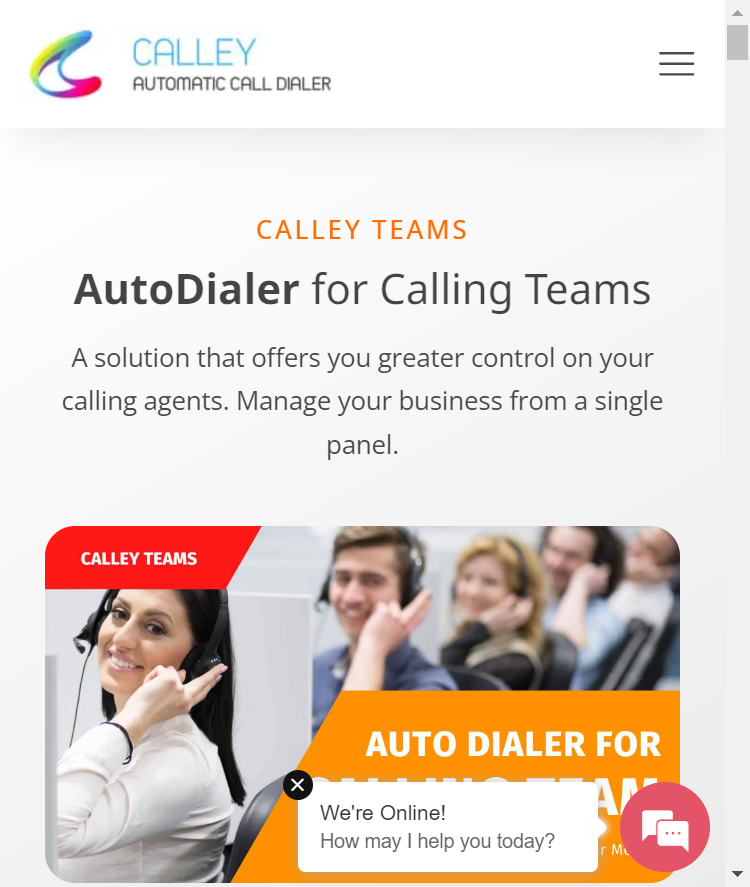 CALLEY
AUTOMATIC CALL DIALER
CALLEY TEAMS
AutoDialer for Calling Teams
A solution that offers you greater control on your
calling agents. Manage your business from a single
panel.
CALLEY TEAMS
AUTO DIALER FOR
We're Online!
How may I help you today?